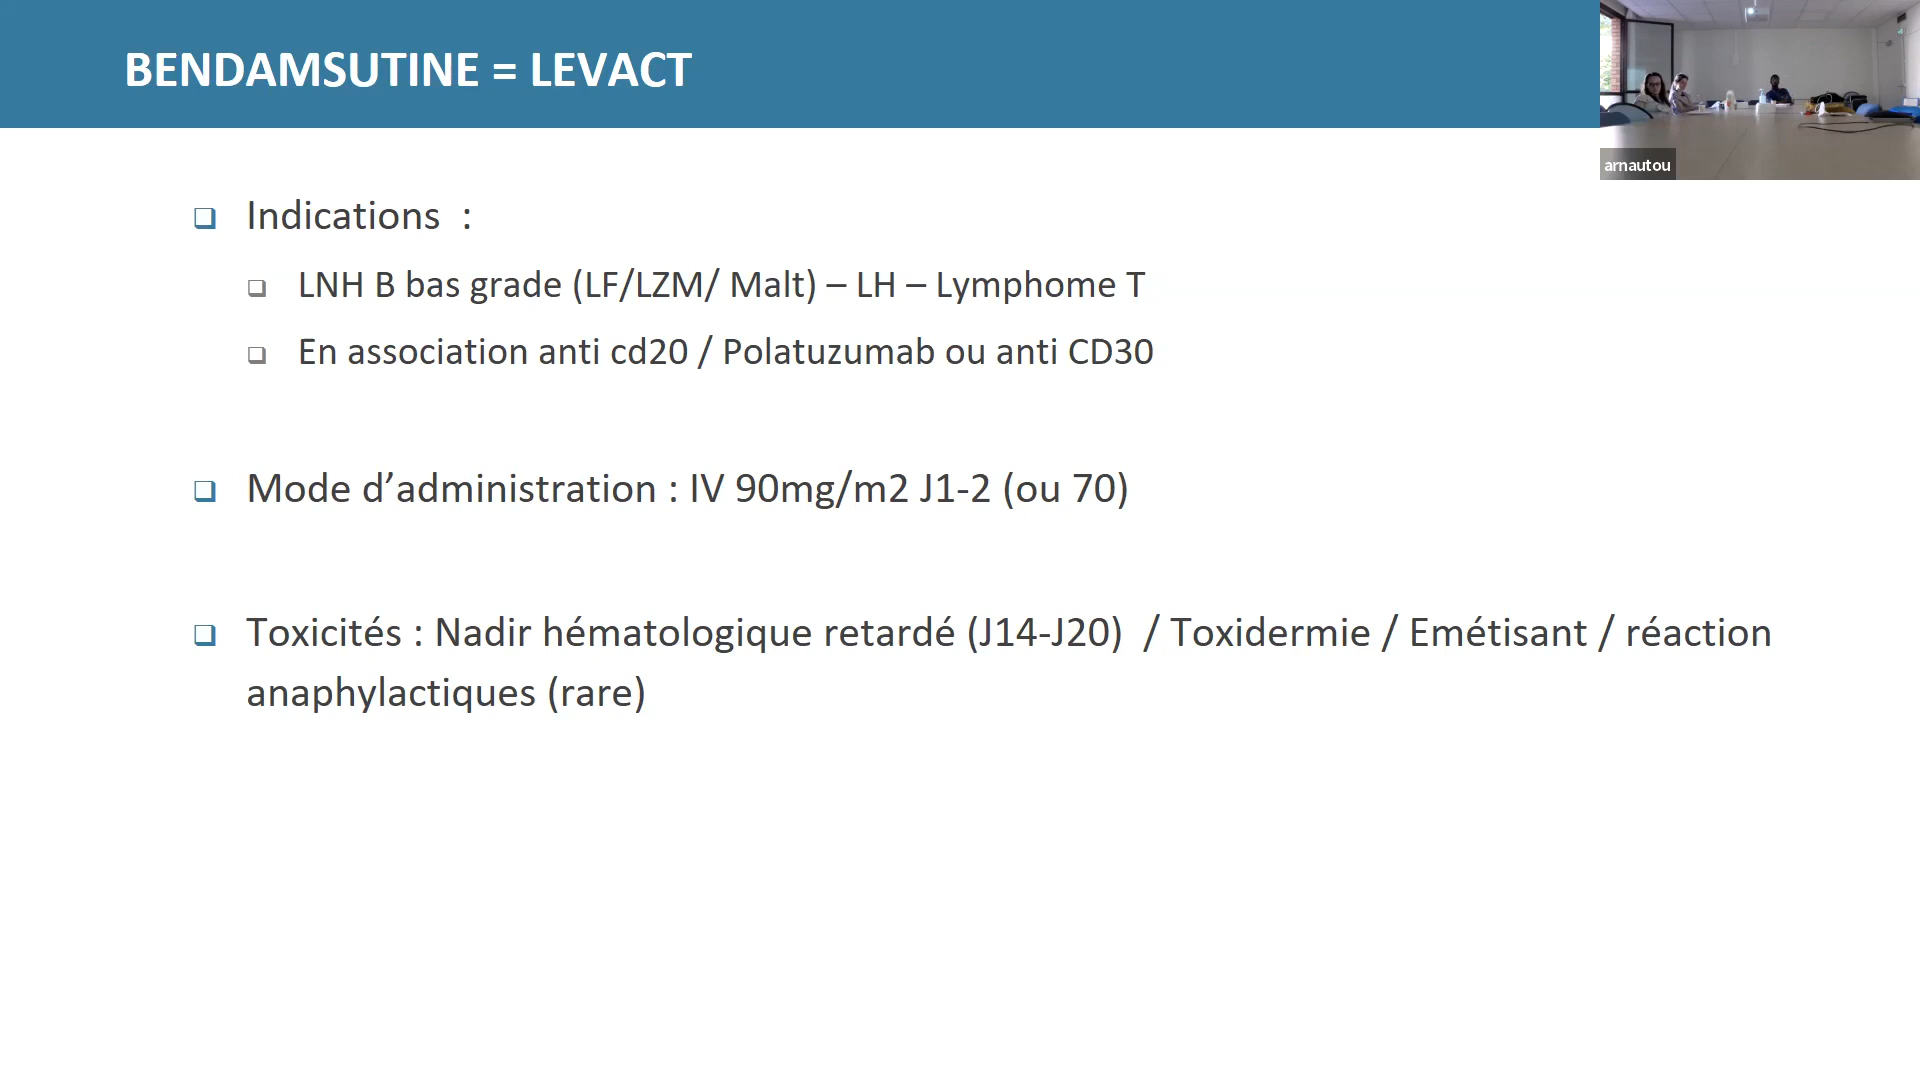 BENDAMSUTINE = LEVACT
arnautou
Indications  :
LNH B bas grade (LF/LZM/ Malt) – LH – Lymphome T
En association anti cd20 / Polatuzumab ou anti CD30
Mode d’administration : IV 90mg/m2 J1-2 (ou 70)
Toxicités : Nadir hématologique retardé (J14-J20)  / Toxidermie / Emétisant / réaction
anaphylactiques (rare)